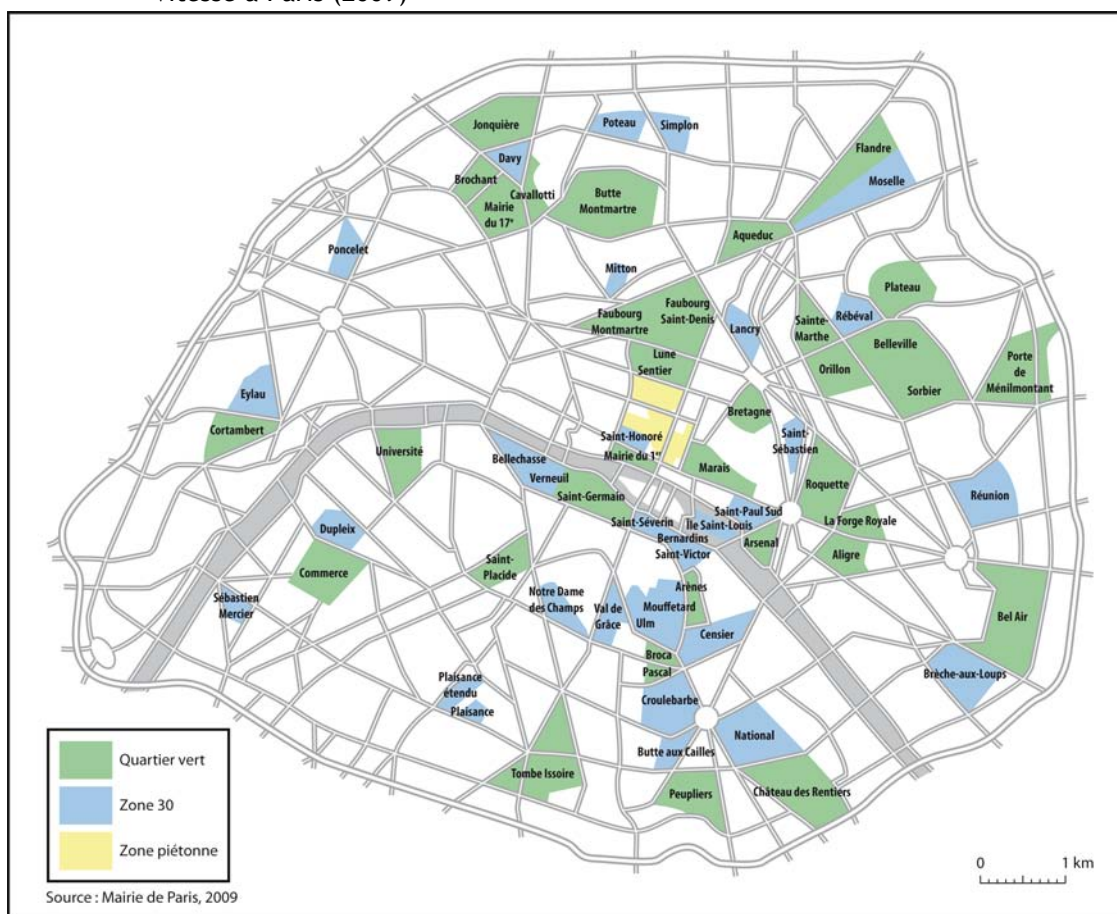 vitesse à Paris (2007)
Jonquière
Poteau
Simplon
Davy
Flandre
Brochant
Moselle
Cavallotti
Butte
Montmartre
Mairie
du 17e
Aqueduc
Poncelet
Mitton
Plateau
Faubourg
Saint-Denis
Faubourg
Montmartre
Lancry
Sainte-
Marthe
Rébéval
Belleville
Lune
Sentier
Orillon
Porte
de
Ménilmontant
Sorbier
Eylau
Bretagne
Cortambert
Saint-Honoré
Saint-
Sébastien
Université
Bellechasse
Mairie du 1er
Marais
Verneuil
Roquette
Réunion
Saint-Germain
Saint-Paul Sud
Dupleix
Saint-Séverin
Île Saint-Louis
La Forge Royale
Bernardins
Arsenal
Saint-Victor
Aligre
Saint-
Placide
Commerce
Arènes
Notre Dame
des Champs
Val de
Grâce
Mouffetard
Ulm
Sébastien
Mercier
Bel Air
Censier
Broca
Pascal
Brèche-aux-Loups
Plaisance
étendu
Plaisance
Croulebarbe
National
Butte aux Cailles
Tombe Issoire
Peupliers
Château des Rentiers
Quartier vert
Zone 30
Zone piétonne
0 1 km
Source : Mairie de Paris, 2009